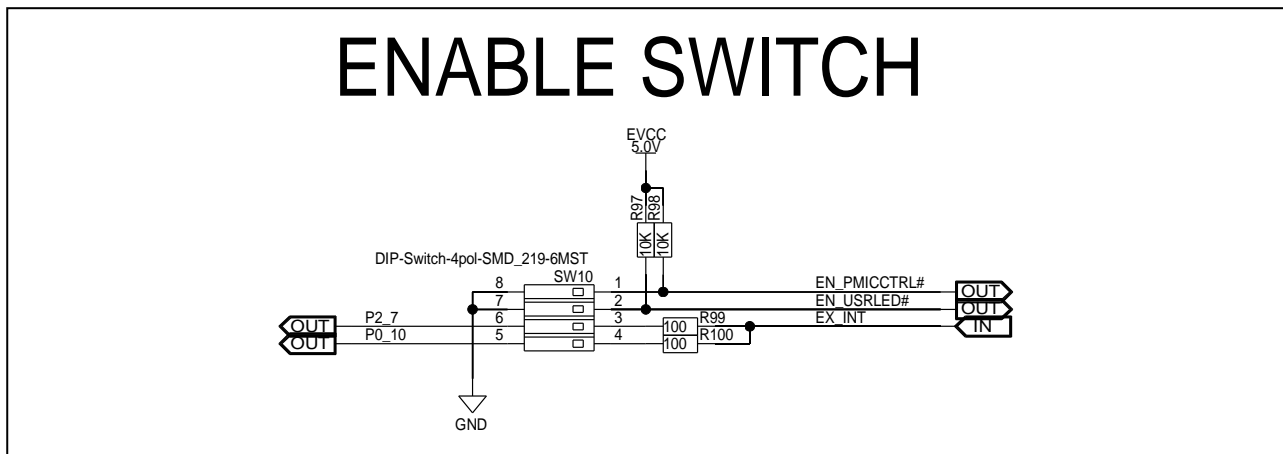 ENABLE SWITCH
EVCC
5.0V
R97
R98
10K
10K
DIP-Switch-4pol-SMD_219-6MST
SW10
8
1
EN_PMICCTRL#
OUT
7
2
EN_USRLED#
OUT
OUT
P2_7
6
3
100
R99
EX_INT
IN
OUT
P0_10
5
4
100
R100
GND